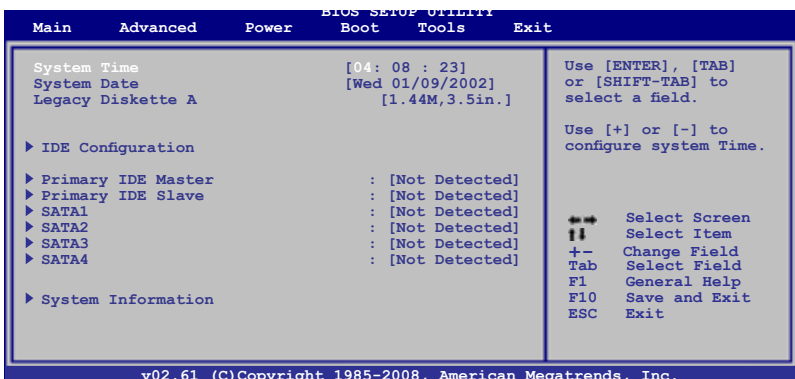 BIOS SETUP UTILITY
Main Advanced Power Boot Tools Exit
System Time [04: 08 : 23]
System Date [Wed 01/09/2002]
Legacy Diskette A [1.44M,3.5in.]
IDE Configuration
Primary IDE Master : [Not Detected]
Primary IDE Slave : [Not Detected]
SATA1 : [Not Detected]
SATA2 : [Not Detected]
SATA3 : [Not Detected]
SATA4 : [Not Detected]
System Information
Use [ENTER], [TAB]
or [SHIFT-TAB] to
select a field.
Use [+] or [-] to
configure system Time.
Select Screen
Select Item
+- Change Field
Tab Select Field
F1 General Help
F10 Save and Exit
ESC Exit
v02.61 (C)Copyright 1985-2008, American Megatrends, Inc.